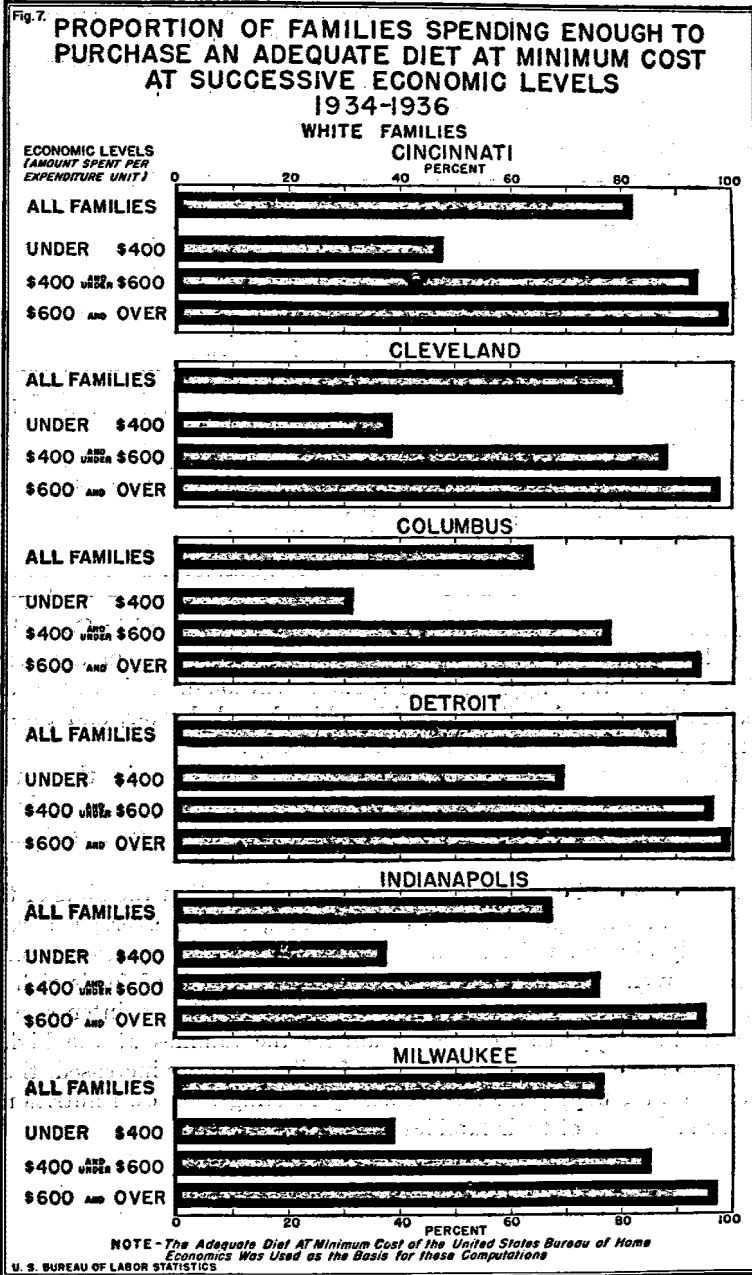 Fig.7.
PROPORTION OF FAMILIES SPENDING ENOUGH TO
PURCHASE AN ADEQUATE DIET AT MINIMUM COST
AT SUCCESSIVE ECONOMIC LEVELS
1934-1936
WHITE FAMILIES
CINCINNATI
ECONOMIC LEVELS
(AMOUNT SPENT PER
EXPENDITURE UNIT)
PERCENT
0 20 40 60 80 100
ALL FAMILIES
UNDER $400
$400 AND UNDER $600
$600 AND OVER
CLEVELAND
ALL FAMILIES
UNDER $400
$400 AND UNDER $600
$600 AND OVER
COLUMBUS
ALL FAMILIES
UNDER $400
$400 AND UNDER $600
$600 AND OVER
DETROIT
ALL FAMILIES
UNDER $400
$400 AND UNDER $600
$600 AND OVER
INDIANAPOLIS
ALL FAMILIES
UNDER $400
$400 AND UNDER $600
$600 AND OVER
MILWAUKEE
ALL FAMILIES
UNDER $400
$400 AND UNDER $600
$600 AND OVER
0 20 40 60 80 100
PERCENT
NOTE - The Adequate Diet AT Minimum Cost of the United States Bureau of Home
Economics Was Used as the Basis for these Computations
U. S. BUREAU OF LABOR STATISTICS